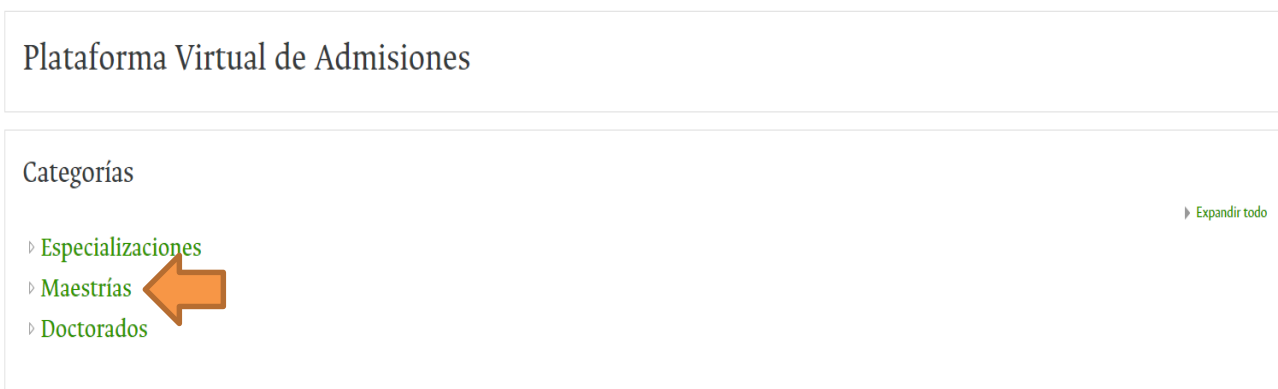 Plataforma Virtual de Admisiones
Categorías
Expandir todo
Especializaciones
Maestrías
Doctorados